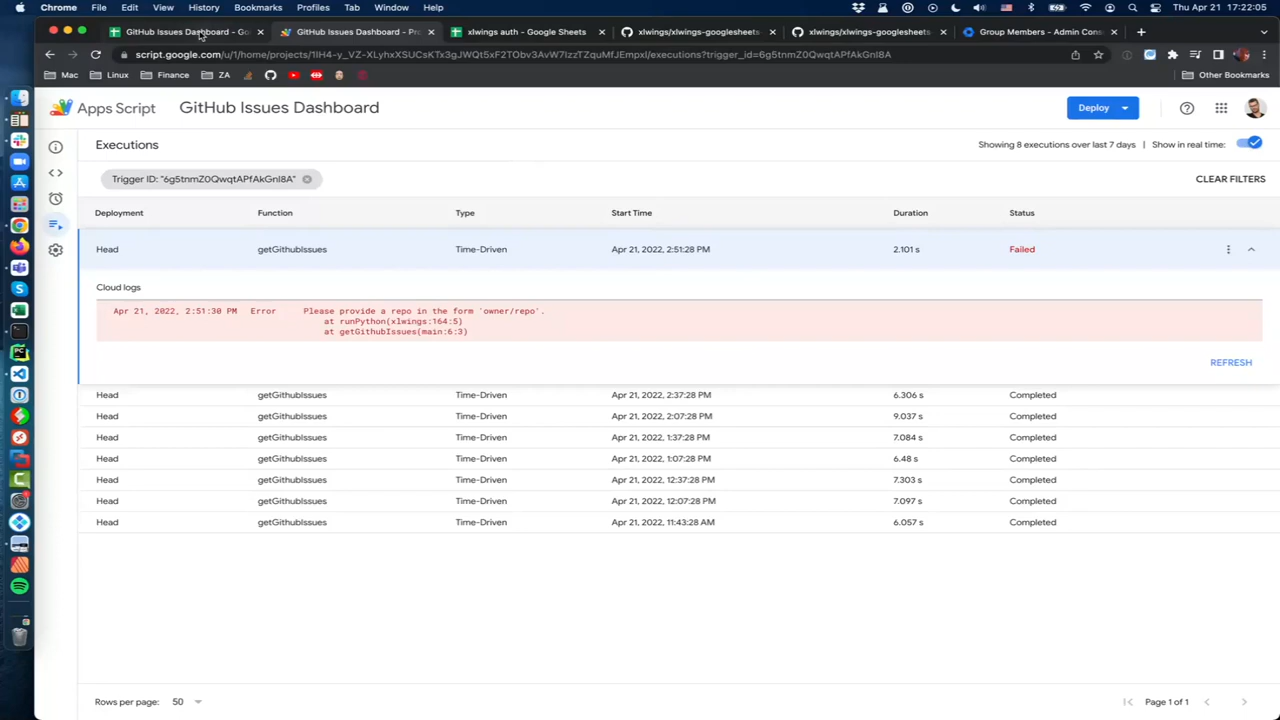 Chrome File Edit View History Bookmarks Profiles Tab Window Help Thu Apr 21 22:22:05
GitHub Issues Dashboard - Go GitHub Issues Dashboard - Pro xlwings auth - Google Sheets xlwings/xlwings-googlesheets- xlwings/xlwings-googlesheets- Group Members - Admin Cons
script.google.com/u/1/home/projects/1IH4-y_VZ-XLyhxXSUCsKTx3gJWQt5xF2TObv3AvW7lzzTZquMfJEmpxl/executions?trigger_id=6g5tnmZ0QwqtAPfAkGnI8A
Mac Linux Finance ZA Other Bookmarks
Apps Script GitHub Issues Dashboard Deploy
Executions Showing 8 executions over last 7 days Show in real time:
Trigger ID: "6g5tnmZ0QwqtAPfAkGnI8A" CLEAR FILTERS
Deployment Function Type Start Time Duration Status
Head getGithubIssues Time-Driven Apr 21, 2022, 2:51:28 PM 2.101 s Failed
Cloud logs
Apr 21, 2022, 2:51:30 PM Error Please provide a repo in the form 'owner/repo'.
at runPython(xlwings:164:5)
at getGithubIssues(main:6:3)
REFRESH
Head getGithubIssues Time-Driven Apr 21, 2022, 2:37:28 PM 6.306 s Completed
Head getGithubIssues Time-Driven Apr 21, 2022, 2:07:28 PM 9.037 s Completed
Head getGithubIssues Time-Driven Apr 21, 2022, 1:37:28 PM 7.084 s Completed
Head getGithubIssues Time-Driven Apr 21, 2022, 1:07:28 PM 6.48 s Completed
Head getGithubIssues Time-Driven Apr 21, 2022, 12:37:28 PM 7.303 s Completed
Head getGithubIssues Time-Driven Apr 21, 2022, 12:07:28 PM 7.097 s Completed
Head getGithubIssues Time-Driven Apr 21, 2022, 11:43:28 AM 6.057 s Completed
Rows per page: 50 Page 1 of 1